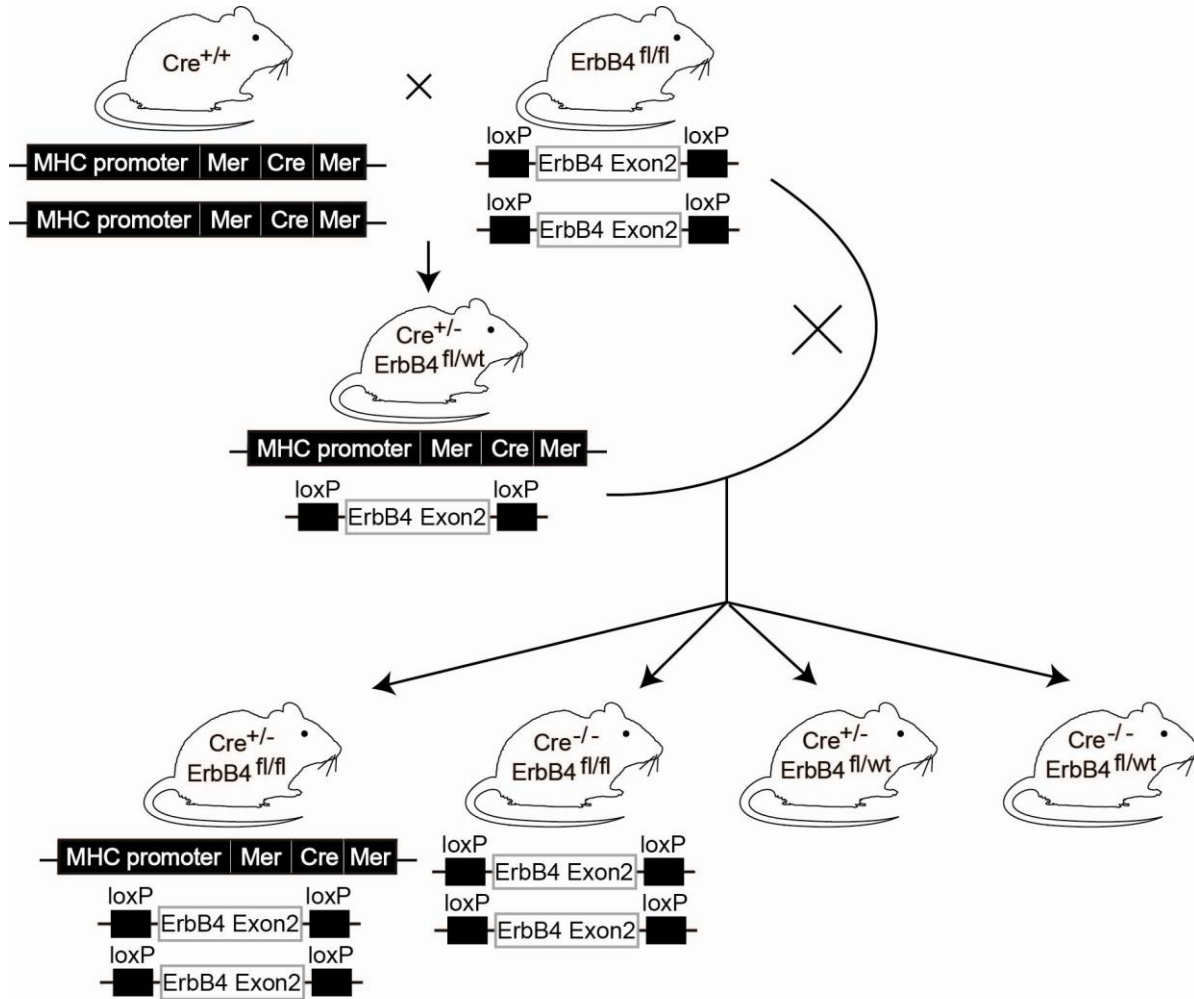 Cre+/+
ErbB4 fl/fl
loxP loxP
MHC promoter Mer Cre Mer
ErbB4 Exon2
loxP loxP
MHC promoter Mer Cre Mer
ErbB4 Exon2
Cre+/-
ErbB4 fl/wt
MHC promoter Mer Cre Mer
loxP loxP
ErbB4 Exon2
Cre+/-
ErbB4 fl/fl
Cre-/-
ErbB4 fl/fl
Cre+/-
ErbB4 fl/wt
Cre-/-
ErbB4 fl/wt
MHC promoter Mer Cre Mer
loxP loxP
ErbB4 Exon2
loxP loxP
ErbB4 Exon2
loxP loxP
ErbB4 Exon2
loxP loxP
ErbB4 Exon2